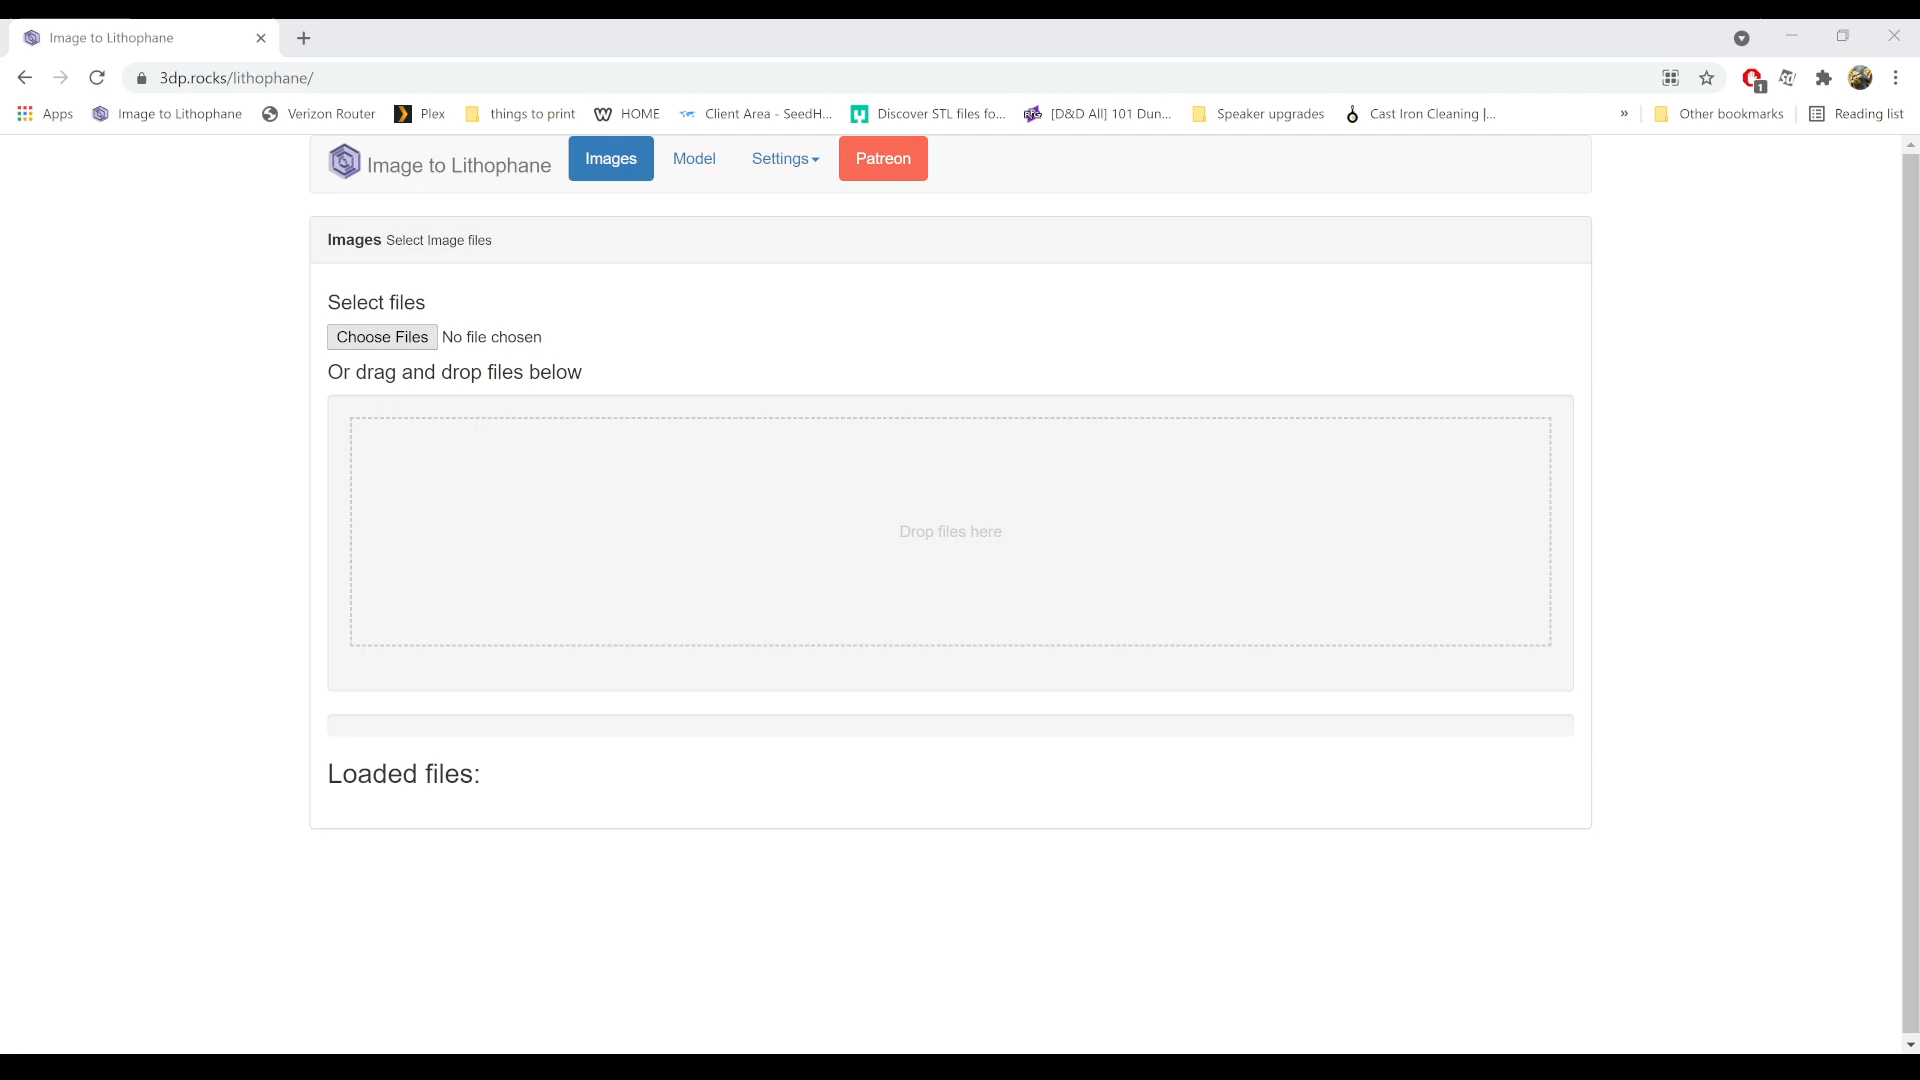 Image to Lithophane
3dp.rocks/lithophane/
1
Apps Image to Lithophane Verizon Router Plex things to print HOME Client Area - SeedH... Discover STL files fo... [D&D All] 101 Dun... Speaker upgrades Cast Iron Cleaning |... » Other bookmarks Reading list
Image to Lithophane Images Model Settings Patreon
Images Select Image files
Select files
Choose Files No file chosen
Or drag and drop files below
Drop files here
Loaded files: